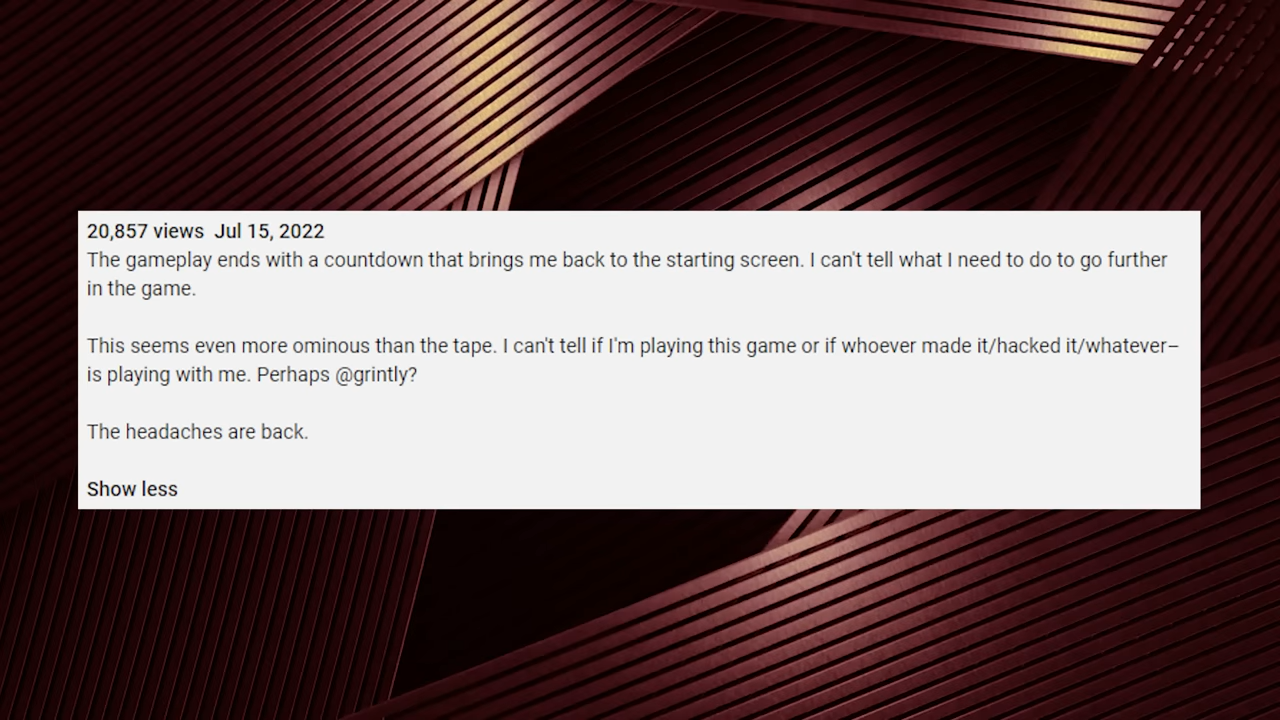 20,857 views  Jul 15, 2022
The gameplay ends with a countdown that brings me back to the starting screen. I can't tell what I need to do to go further
in the game.
This seems even more ominous than the tape. I can't tell if I'm playing this game or if whoever made it/hacked it/whatever–
is playing with me. Perhaps @grintly?
The headaches are back.
Show less